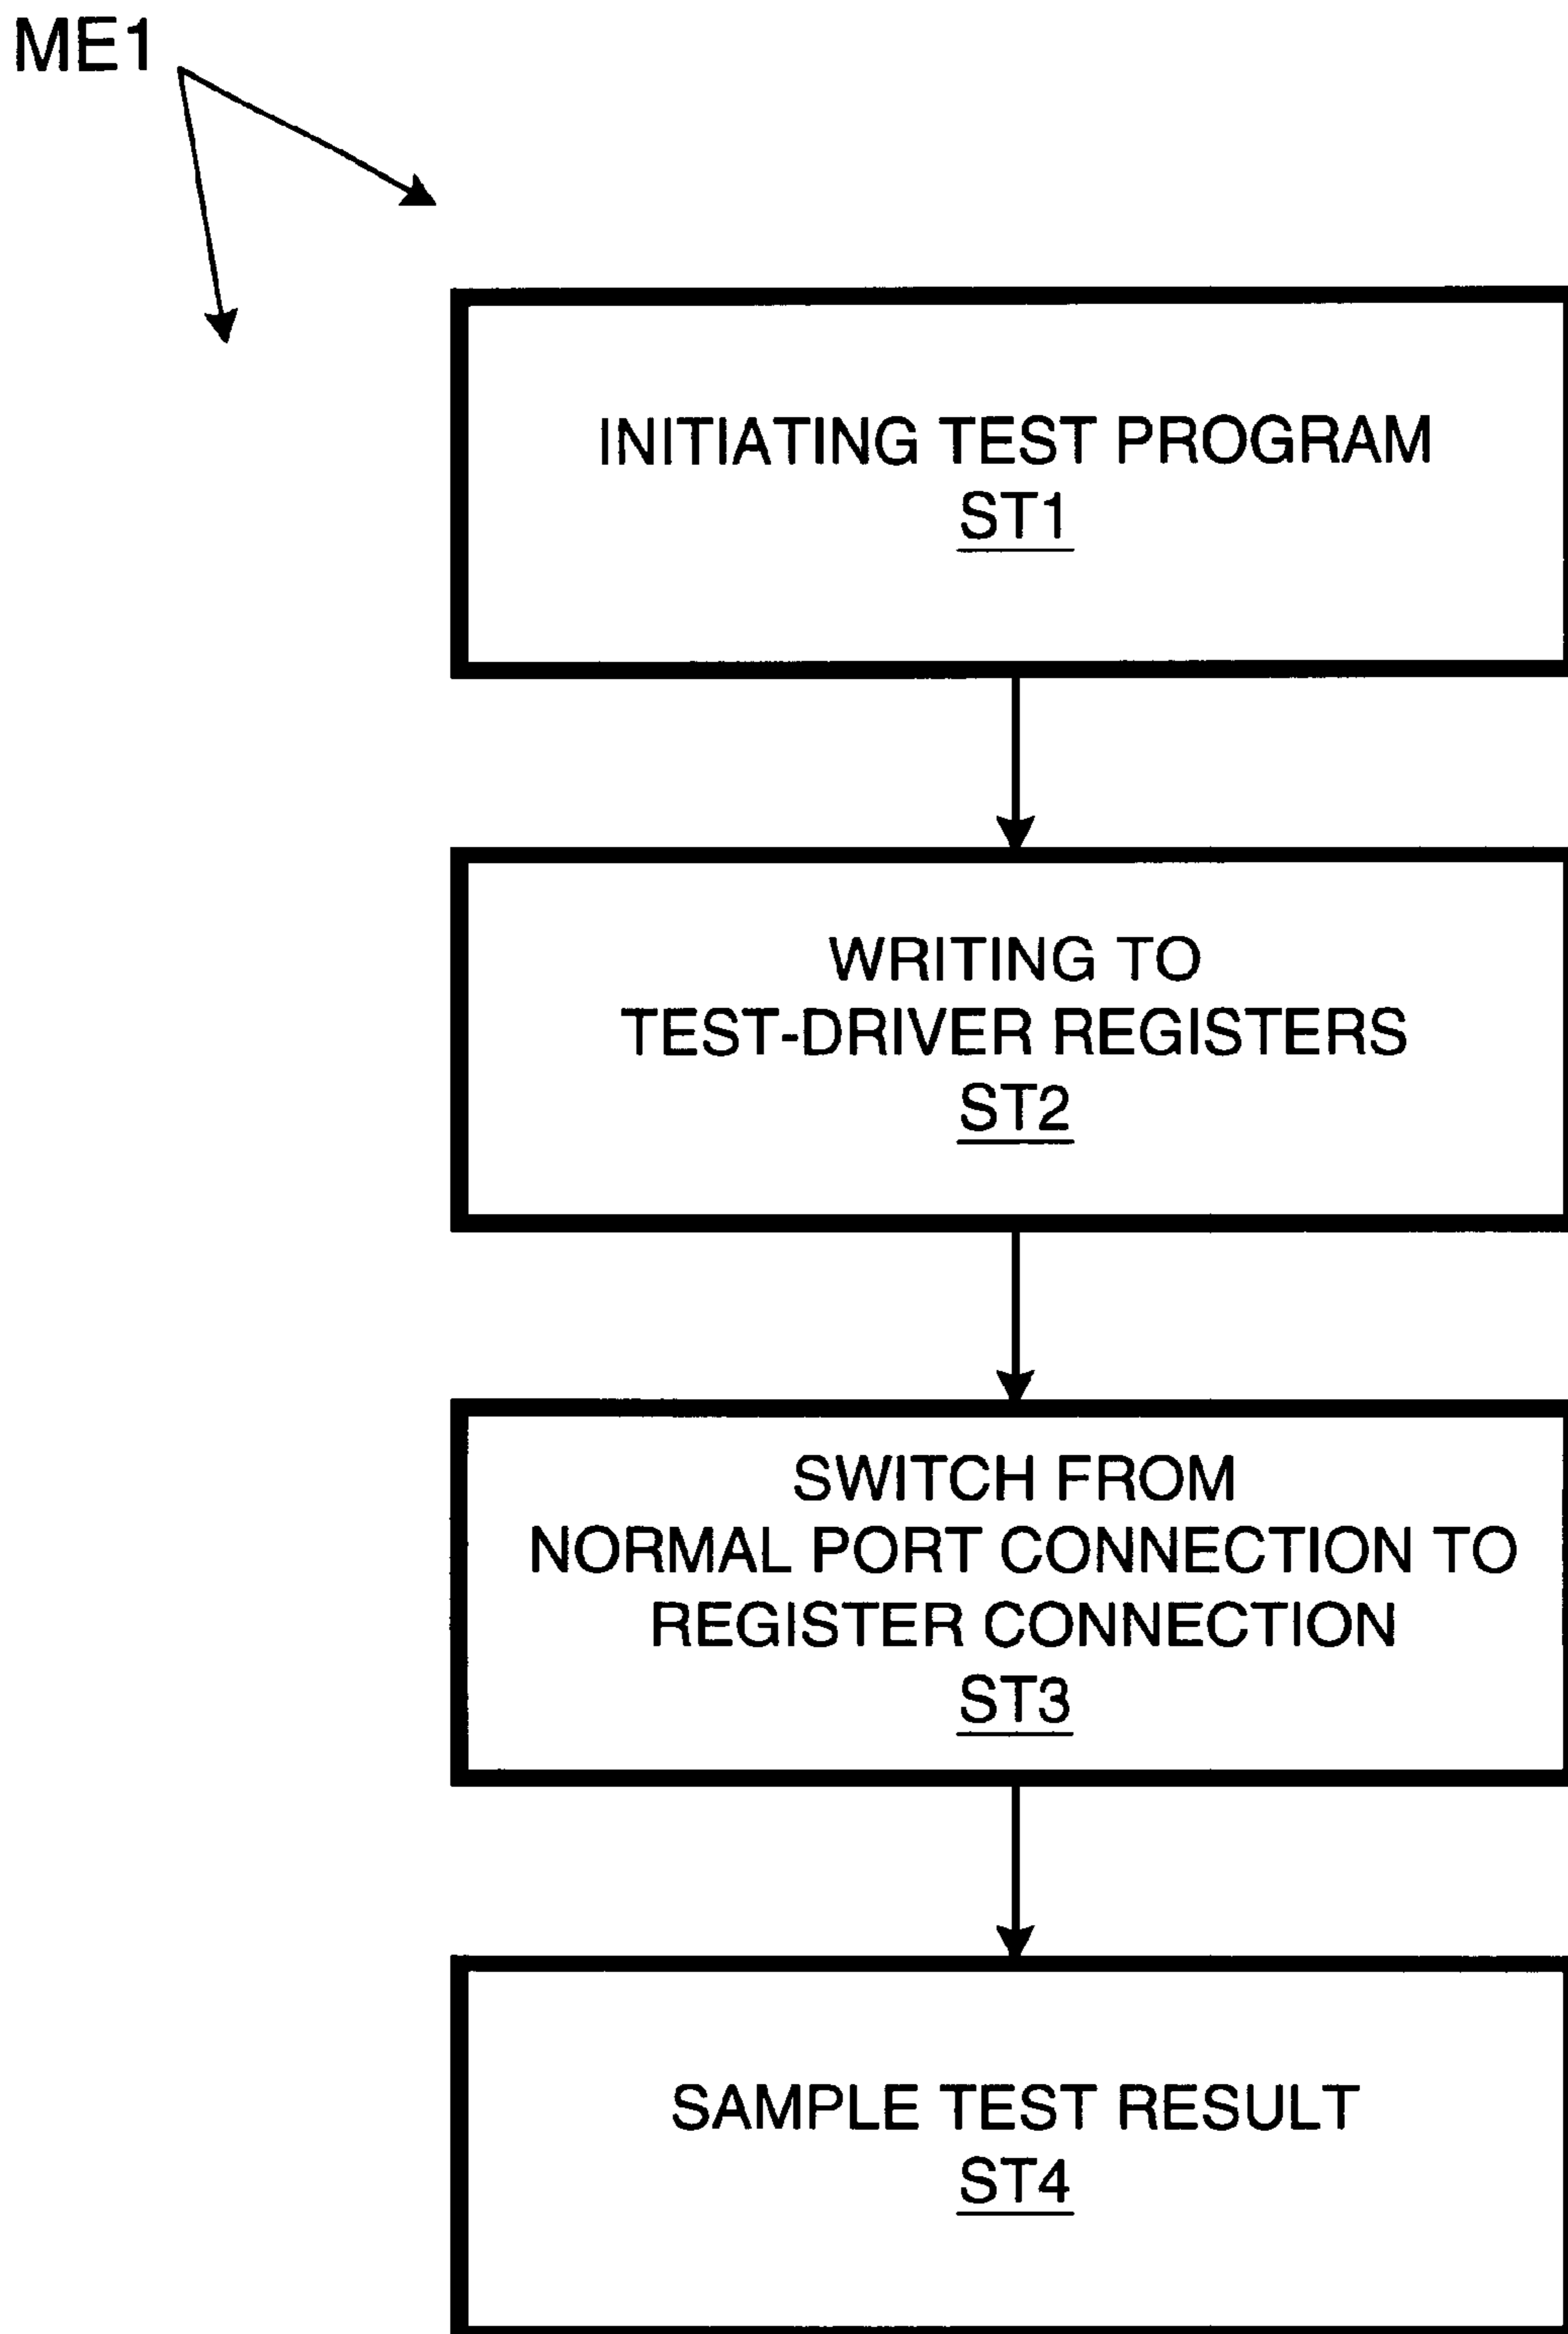 ME1
INITIATING TEST PROGRAM
ST1
WRITING TO
TEST-DRIVER REGISTERS
ST2
SWITCH FROM
NORMAL PORT CONNECTION TO
REGISTER CONNECTION
ST3
SAMPLE TEST RESULT
ST4